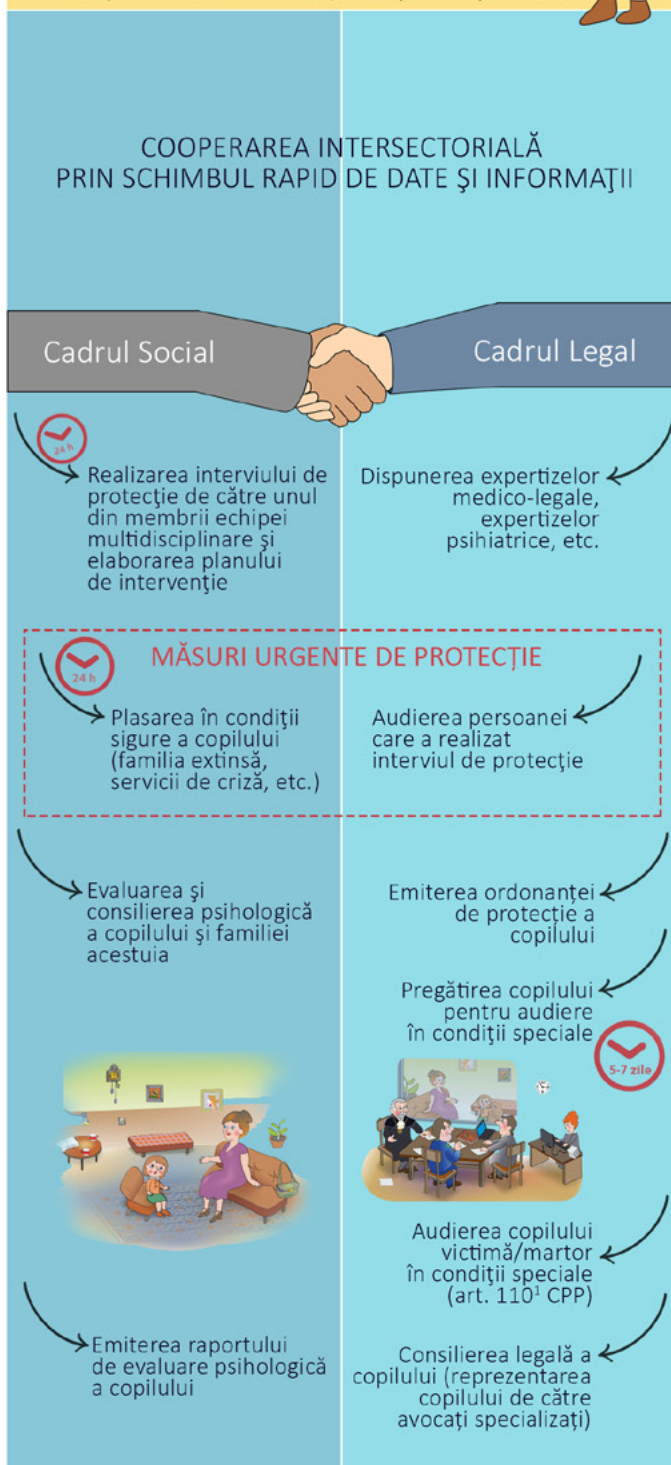 COOPERAREA INTERSECTORIALĂ
PRIN SCHIMBUL RAPID DE DATE ŞI INFORMAŢII
Cadrul Social
Cadrul Legal
24 h
Realizarea interviului de
protecţie de către unul
din membrii echipei
multidisciplinare şi
elaborarea planului
de intervenţie
Dispunerea expertizelor
medico-legale,
expertizelor
psihiatrice, etc.
24 h
MĂSURI URGENTE DE PROTECŢIE
Plasarea în condiţii
sigure a copilului
(familia extinsă,
servicii de criză, etc.)
Audierea persoanei
care a realizat
interviul de protecţie
Evaluarea şi
consilierea psihologică
a copilului şi familiei
acestuia
Emiterea ordonanţei
de protecţie a
copilului
Pregătirea copilului
pentru audiere
în condiţii speciale
5-7 zile
Audierea copilului
victimă/martor
în condiţii speciale
(art. 110¹ CPP)
Emiterea raportului
de evaluare psihologică
a copilului
Consilierea legală a
copilului (reprezentarea
copilului de către
avocaţi specializaţi)